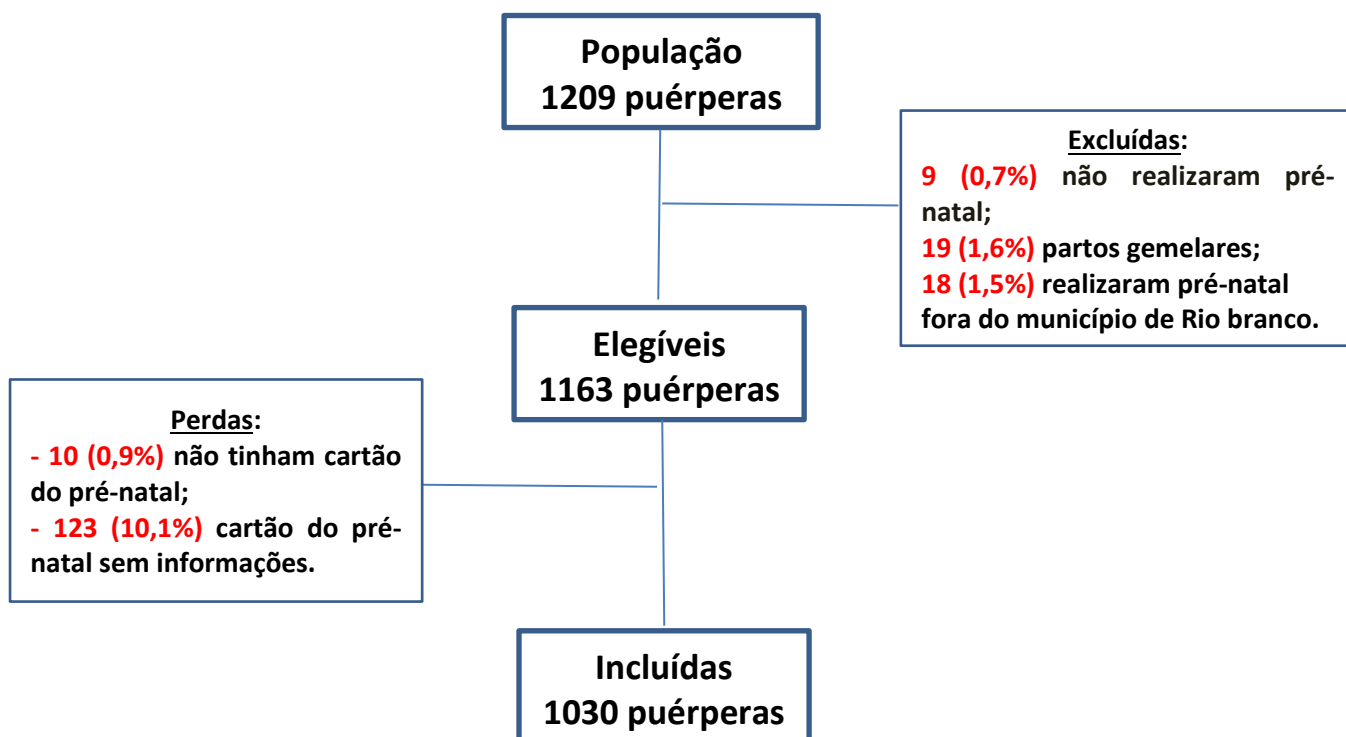 População
1209 puérperas
Excluídas:
9 (0,7%) não realizaram pré-
natal;
19 (1,6%) partos gemelares;
18 (1,5%) realizaram pré-natal
fora do município de Rio branco.
Elegíveis
1163 puérperas
Perdas:
- 10 (0,9%) não tinham cartão
do pré-natal;
- 123 (10,1%) cartão do pré-
natal sem informações.
Incluídas
1030 puérperas